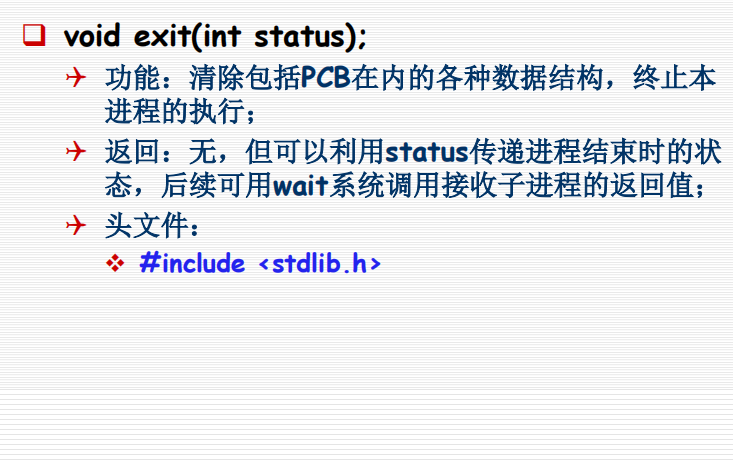 void exit(int status);
功能：清除包括PCB在内的各种数据结构，终止本
进程的执行；
返回：无，但可以利用status传递进程结束时的状
态，后续可用wait系统调用接收子进程的返回值；
头文件：
#include <stdlib.h>